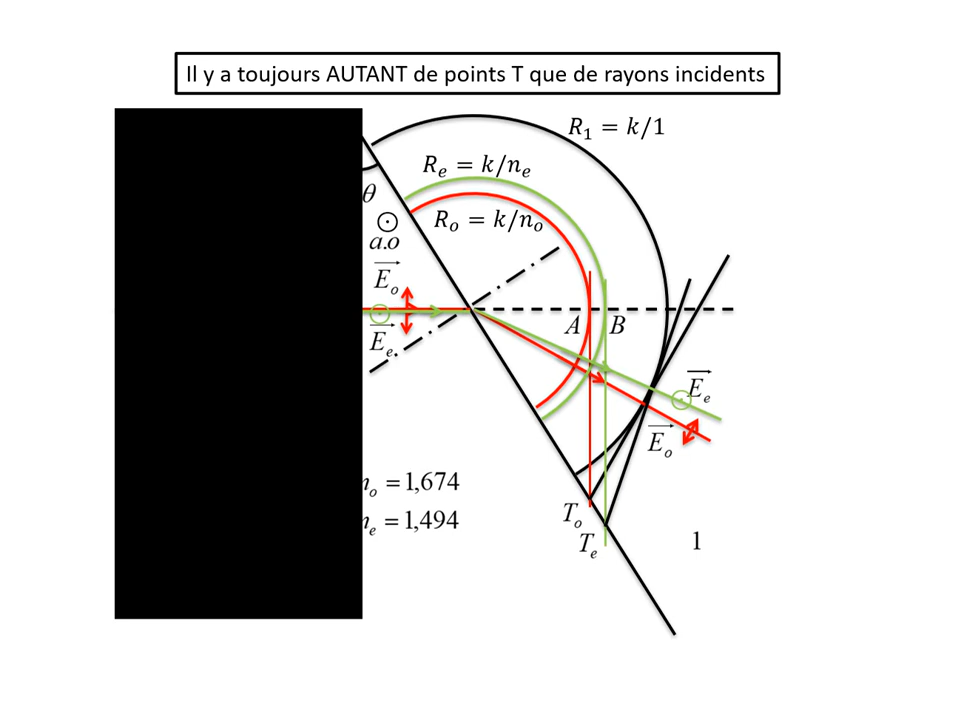 Il y a toujours AUTANT de points T que de rayons incidents
R₁ = k/1
Rₑ = k/nₑ
θ
Rₒ = k/nₒ
a.o
Eₒ
A B
Eₑ
Eₑ
Eₒ
nₒ = 1,674
Tₒ
nₑ = 1,494
Tₑ
1